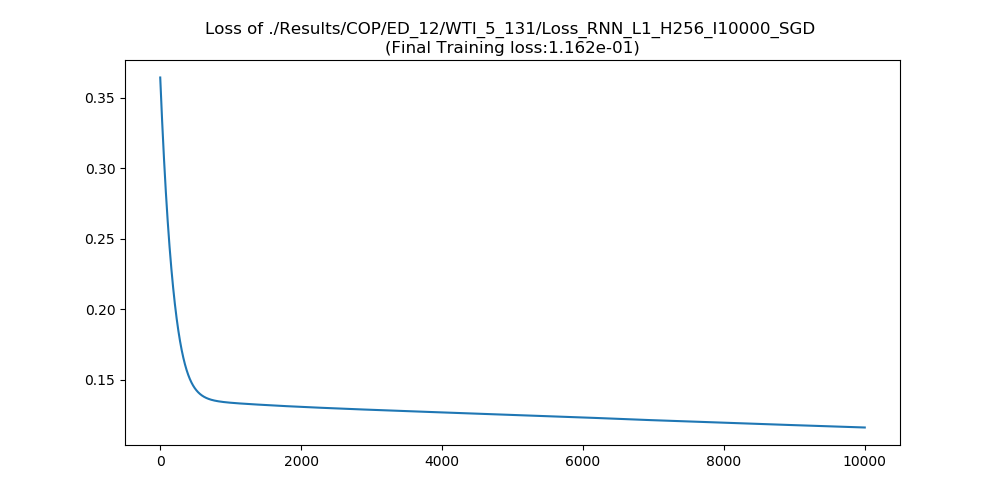 Loss of ./Results/COP/ED_12/WTI_5_131/Loss_RNN_L1_H256_I10000_SGD
(Final Training loss:1.162e-01)
0.35
0.30
0.25
0.20
0.15
0 2000 4000 6000 8000 10000